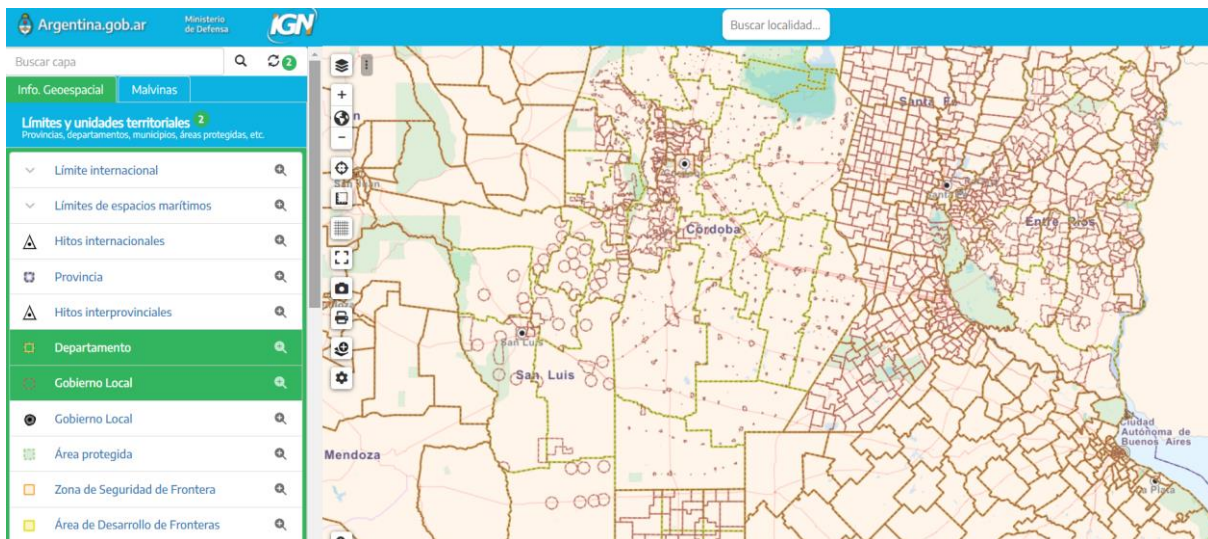 Argentina.gob.ar
Ministerio
de Defensa
IGN
Buscar localidad...
Buscar capa
2
Info. Geoespacial
Malvinas
Límites y unidades territoriales 2
Provincias, departamentos, municipios, áreas protegidas, etc.
Límite internacional
Límites de espacios marítimos
Hitos internacionales
Provincia
Hitos interprovinciales
Departamento
Gobierno Local
Gobierno Local
Área protegida
Zona de Seguridad de Frontera
Área de Desarrollo de Fronteras
Santa Fe
Entre Ríos
Córdoba
San Luis
San Luis
Mendoza
Ciudad
Autónoma de
Buenos Aires
La Plata